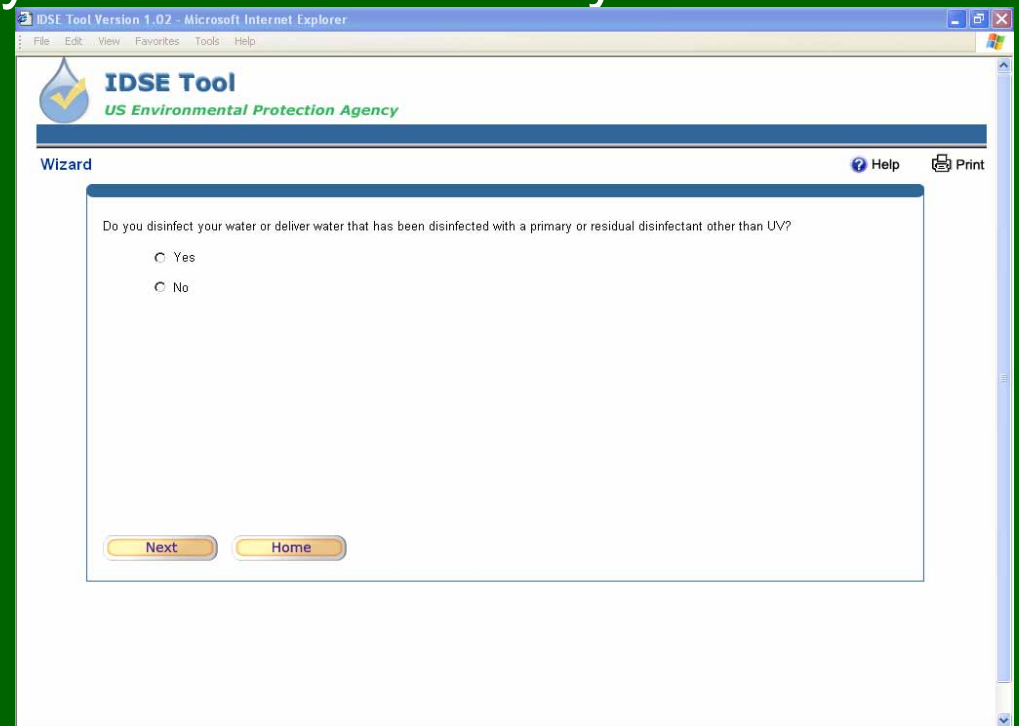 IDSE Tool Version 1.02 - Microsoft Internet Explorer
File Edit View Favorites Tools Help
IDSE Tool
US Environmental Protection Agency
Wizard
Help Print
Do you disinfect your water or deliver water that has been disinfected with a primary or residual disinfectant other than UV?
Yes
No
Next Home